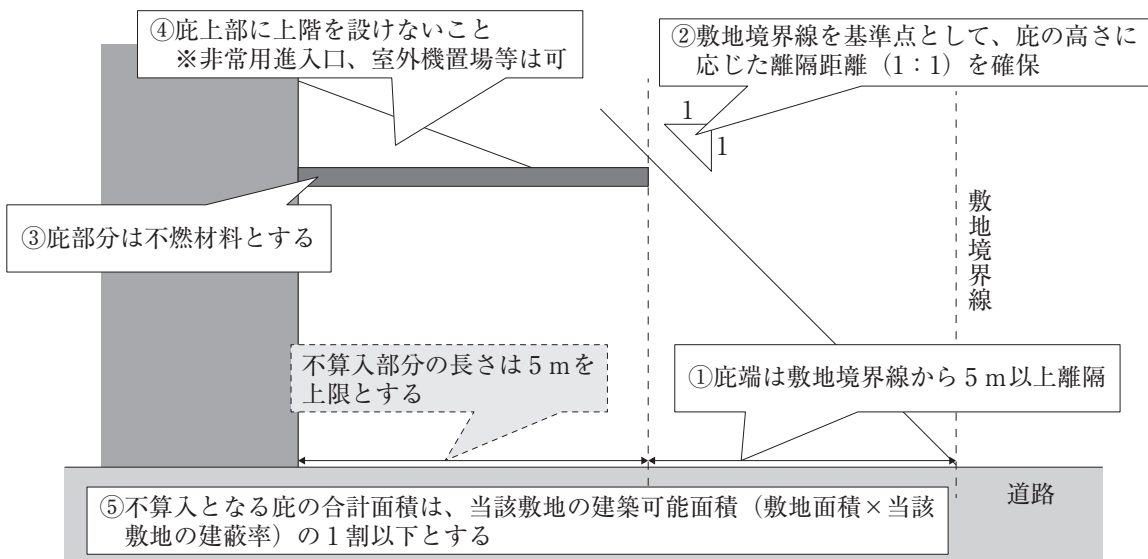 ④庇上部に上階を設けないこと
※非常用進入口、室外機置場等は可
②敷地境界線を基準点として、庇の高さに
応じた離隔距離（1：1）を確保
1
1
③庇部分は不燃材料とする
敷地境界線
不算入部分の長さは5mを
上限とする
①庇端は敷地境界線から5m以上離隔
道路
⑤不算入となる庇の合計面積は、当該敷地の建築可能面積（敷地面積×当該
敷地の建蔽率）の1割以下とする